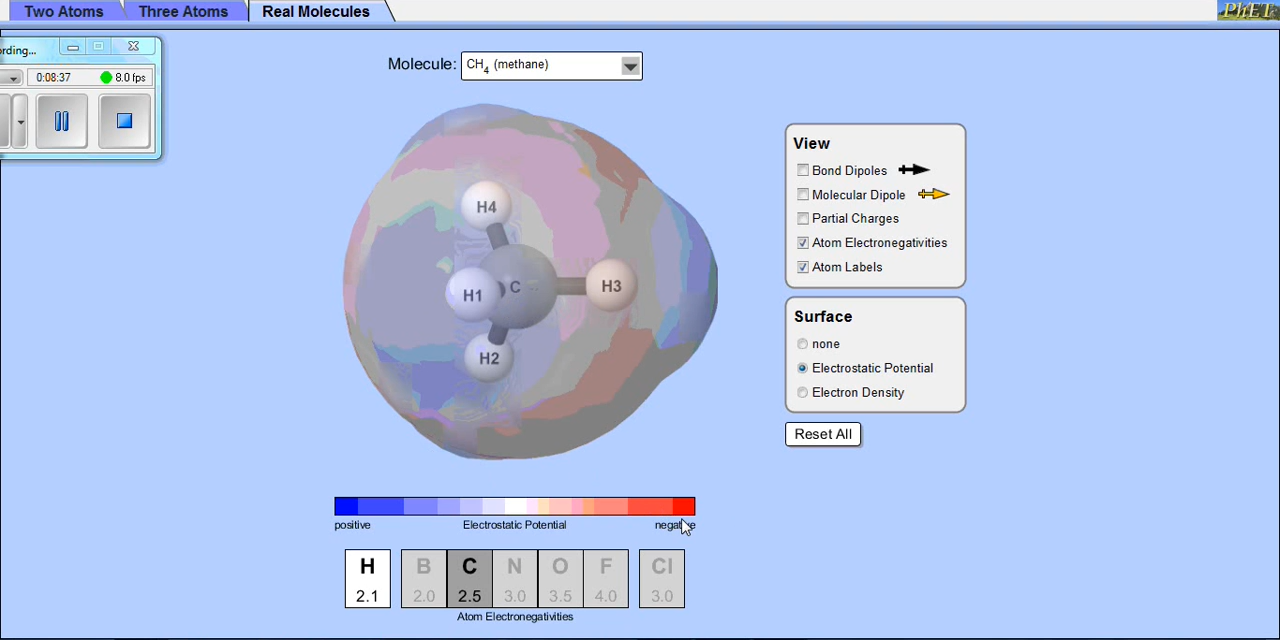 Two Atoms
Three Atoms
Real Molecules
PhET
rding...
0:08:37
8.0 fps
Molecule:
CH4 (methane)
H4
H1
C
H3
H2
View
Bond Dipoles
Molecular Dipole
Partial Charges
Atom Electronegativities
Atom Labels
Surface
none
Electrostatic Potential
Electron Density
Reset All
positive Electrostatic Potential negative
H B C N O F Cl
2.1 2.0 2.5 3.0 3.5 4.0 3.0
Atom Electronegativities